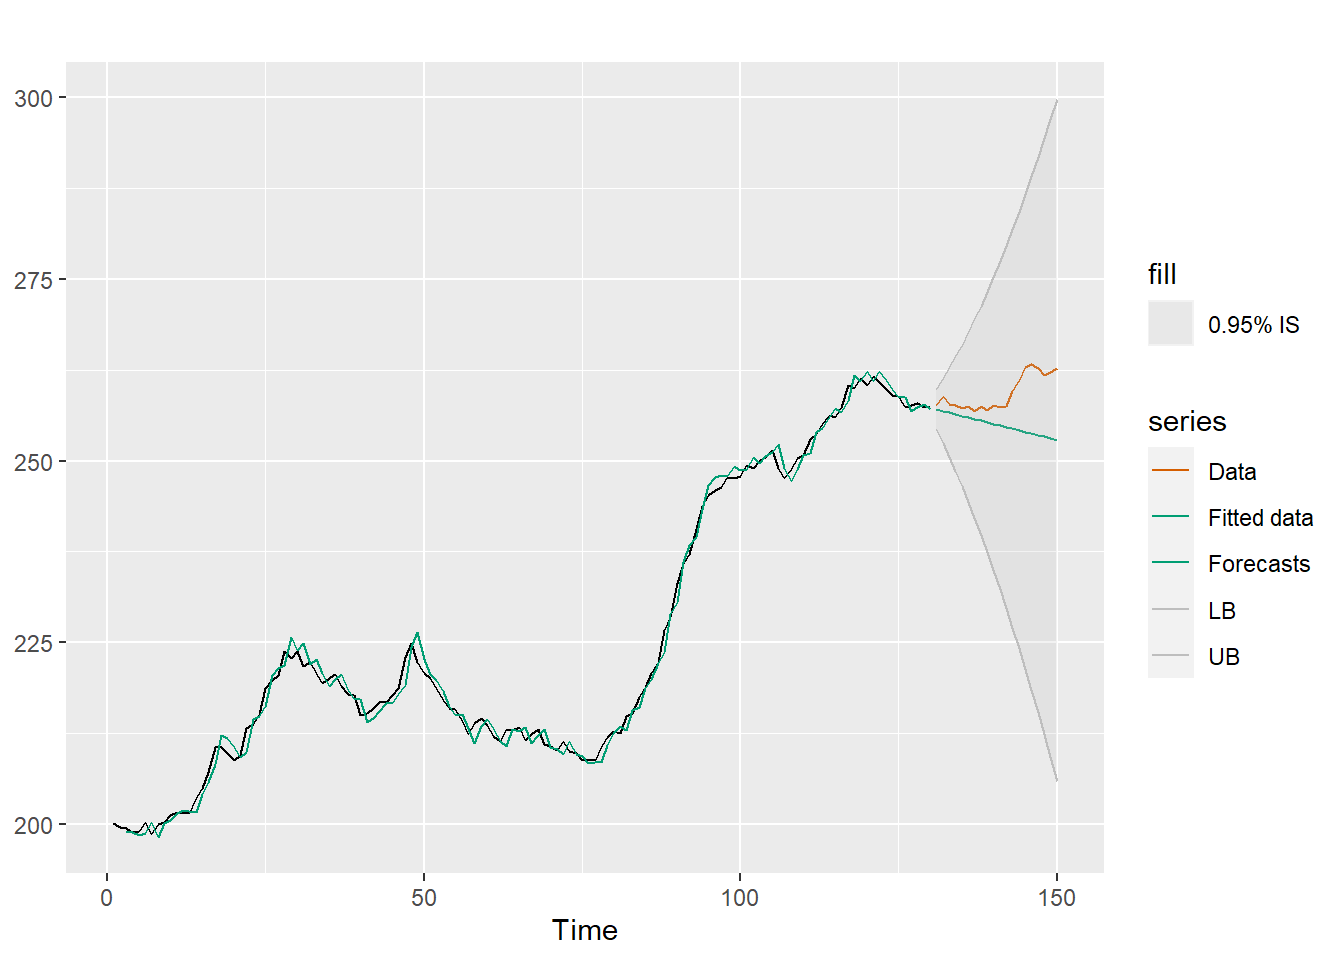 300
275
250
225
200
0
50
100
150
Time
fill
0.95% IS
series
Data
Fitted data
Forecasts
LB
UB